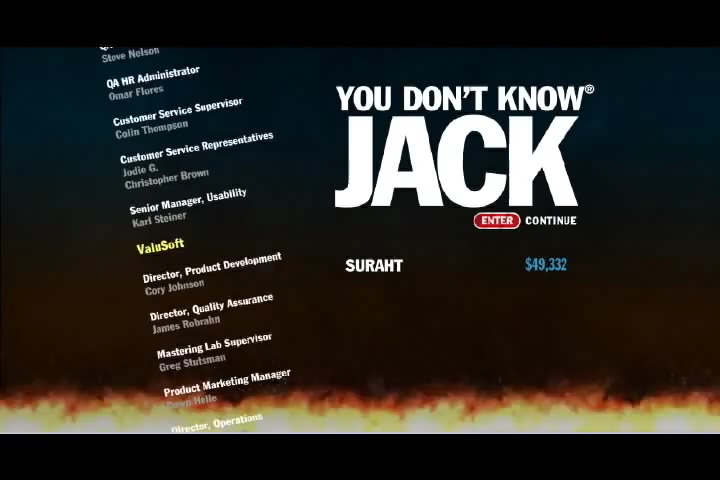 Steve Nelson
QA HR Administrator
Omar Flores
Customer Service Supervisor
Colin Thompson
Customer Service Representatives
Jodie G.
Christopher Brown
Senior Manager, Usability
Karl Steiner
ValuSoft
Director, Product Development
Cory Johnson
Director, Quality Assurance
James Robrahn
Mastering Lab Supervisor
Greg Stutsman
Product Marketing Manager
Dawn Helle
Director, Operations
YOU DON'T KNOW®
JACK
ENTER CONTINUE
SURAHT $49,332